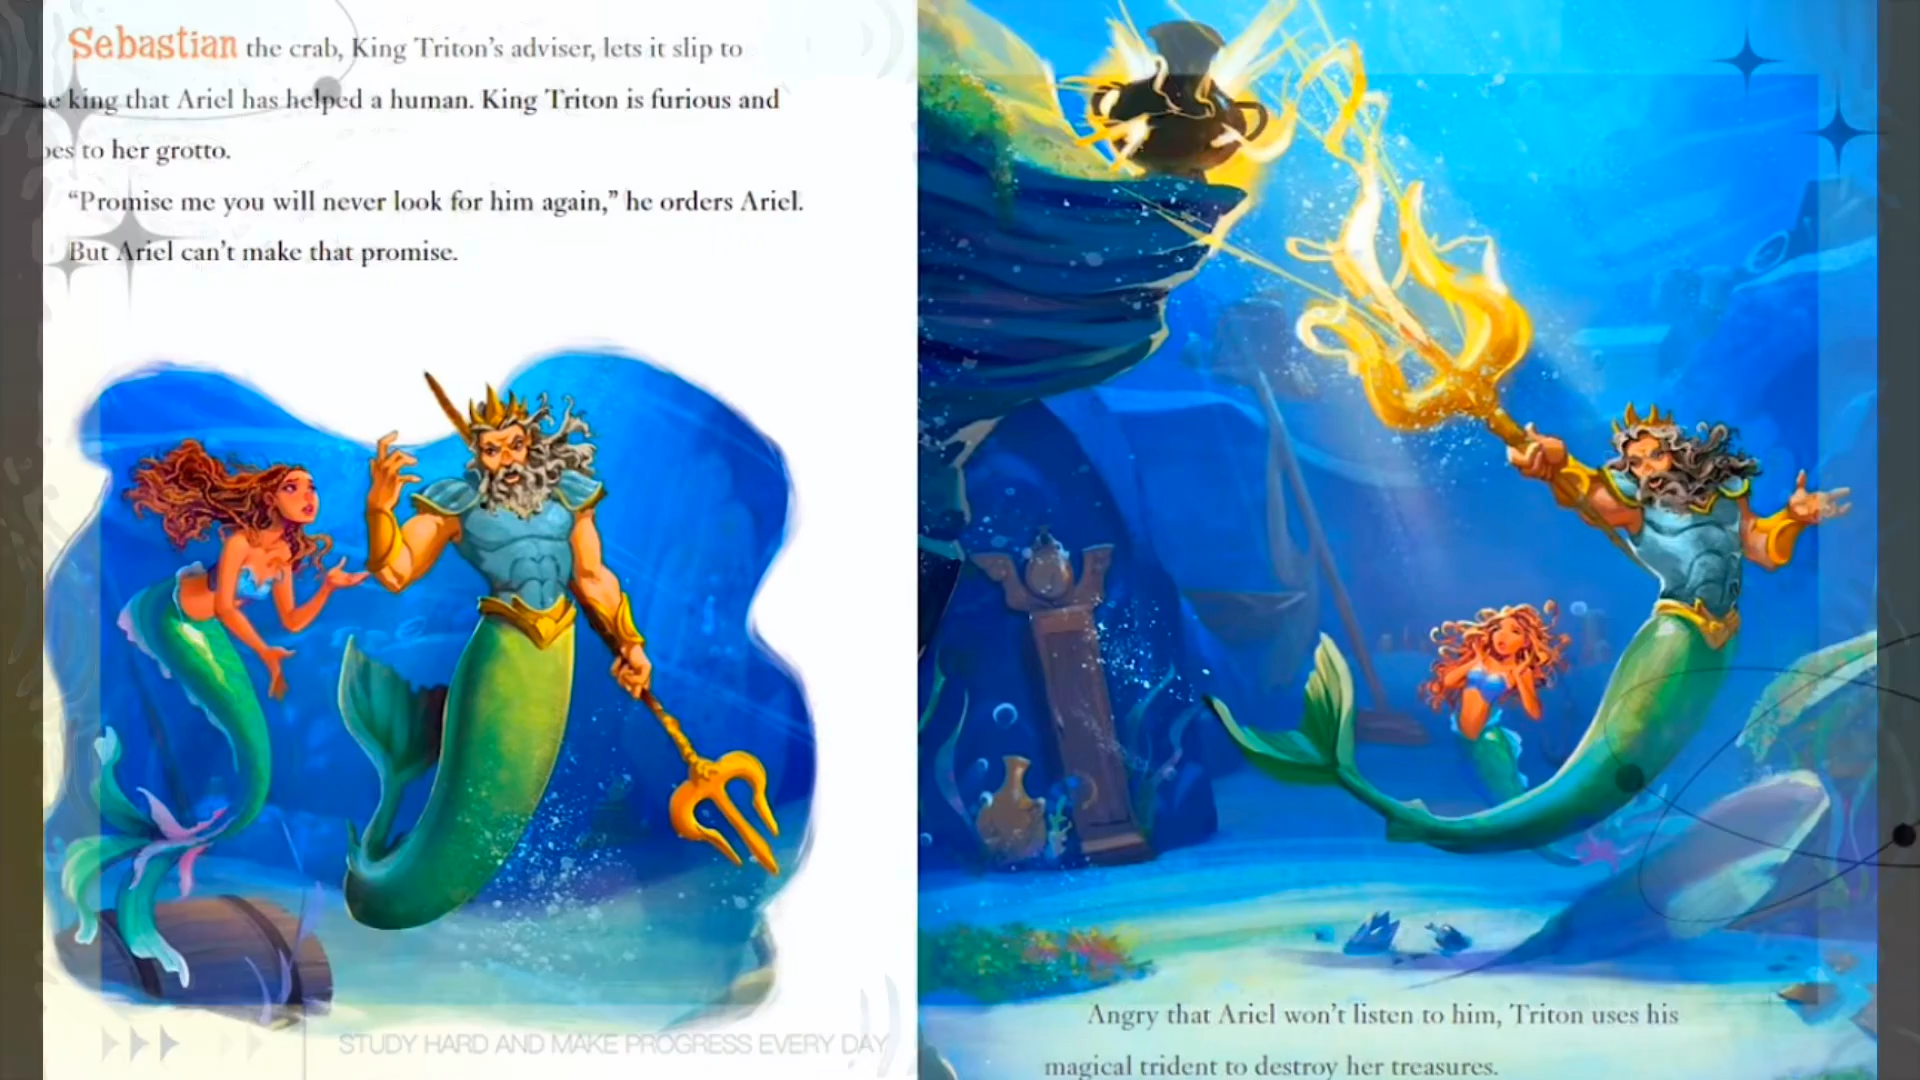 Sebastian the crab, King Triton's adviser, lets it slip to
king that Ariel has helped a human. King Triton is furious and
to her grotto.
"Promise me you will never look for him again," he orders Ariel.
But Ariel can't make that promise.
STUDY HARD AND MAKE PROGRESS EVERY DAY
Angry that Ariel won't listen to him, Triton uses his
magical trident to destroy her treasures.